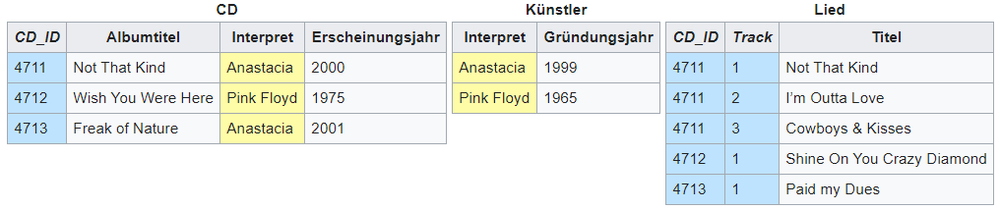 CD
CD_ID Albumtitel Interpret Erscheinungsjahr
4711 Not That Kind Anastacia 2000
4712 Wish You Were Here Pink Floyd 1975
4713 Freak of Nature Anastacia 2001
Künstler
Interpret Gründungsjahr
Anastacia 1999
Pink Floyd 1965
Lied
CD_ID Track Titel
4711 1 Not That Kind
4711 2 I’m Outta Love
4711 3 Cowboys & Kisses
4712 1 Shine On You Crazy Diamond
4713 1 Paid my Dues